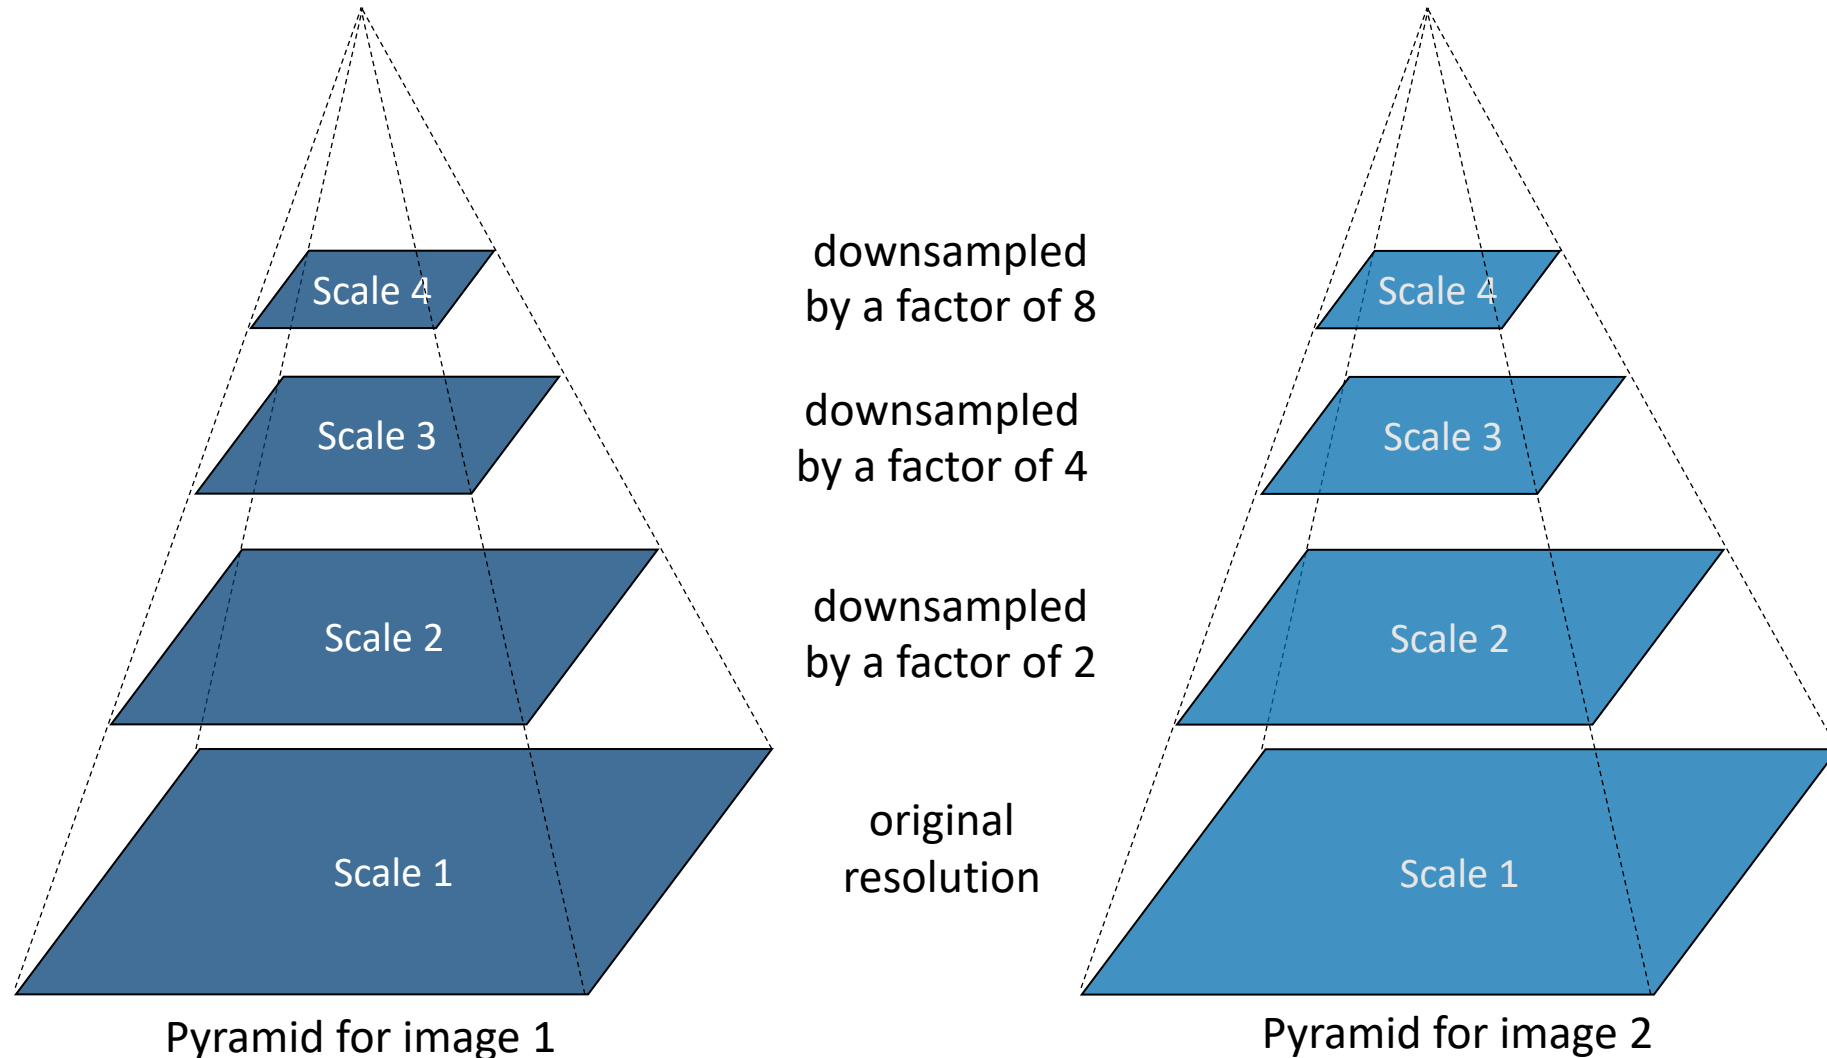 Scale 4
Scale 3
Scale 2
Scale 1
Pyramid for image 1
downsampled
by a factor of 8
downsampled
by a factor of 4
downsampled
by a factor of 2
original
resolution
Scale 4
Scale 3
Scale 2
Scale 1
Pyramid for image 2